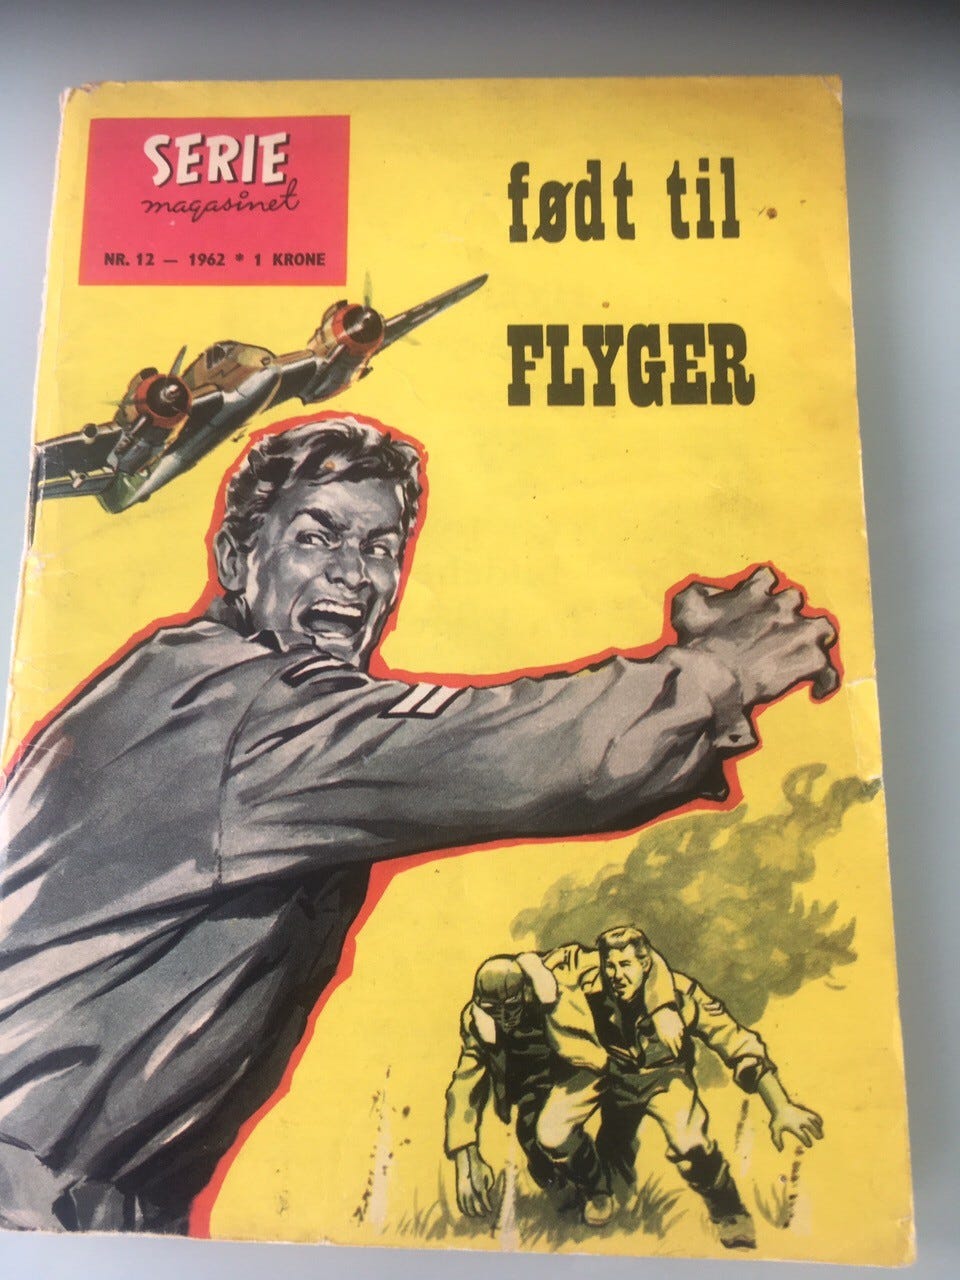 SERIE
magasinet
NR. 12 — 1962 * 1 KRONE
født til
FLYGER